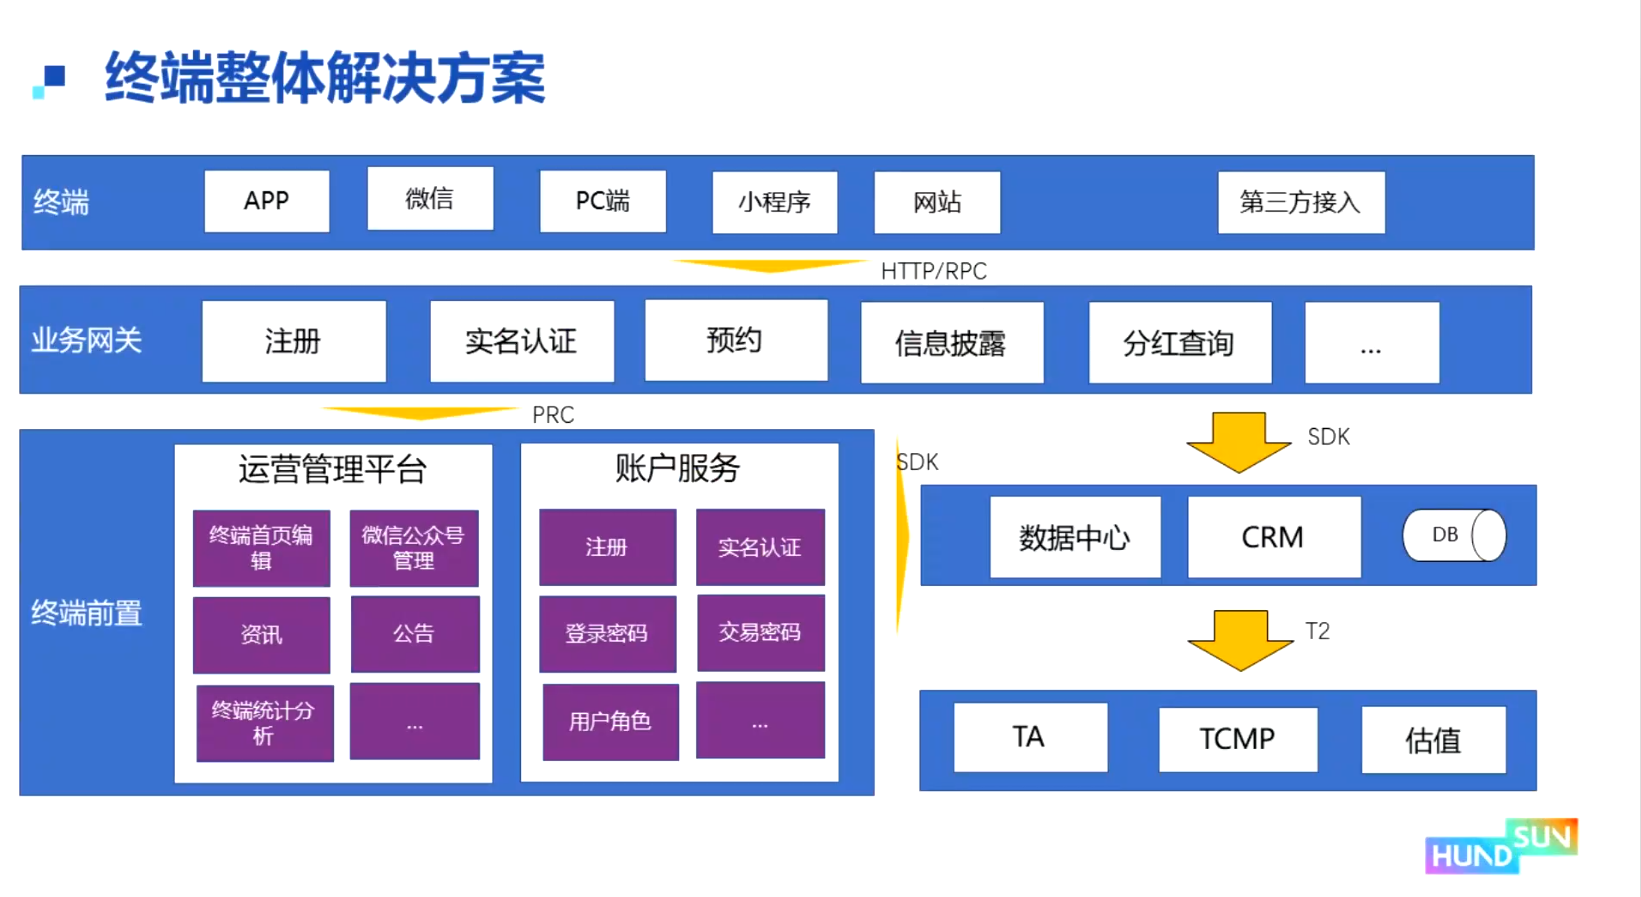 终端整体解决方案
终端
APP
微信
PC端
小程序
网站
第三方接入
HTTP/RPC
业务网关
注册
实名认证
预约
信息披露
分红查询
...
PRC
SDK
SDK
终端前置
运营管理平台
终端首页编
辑
微信公众号
管理
资讯
公告
终端统计分
析
...
账户服务
注册
实名认证
登录密码
交易密码
用户角色
...
数据中心
CRM
DB
T2
TA
TCMP
估值
HUND
SUN